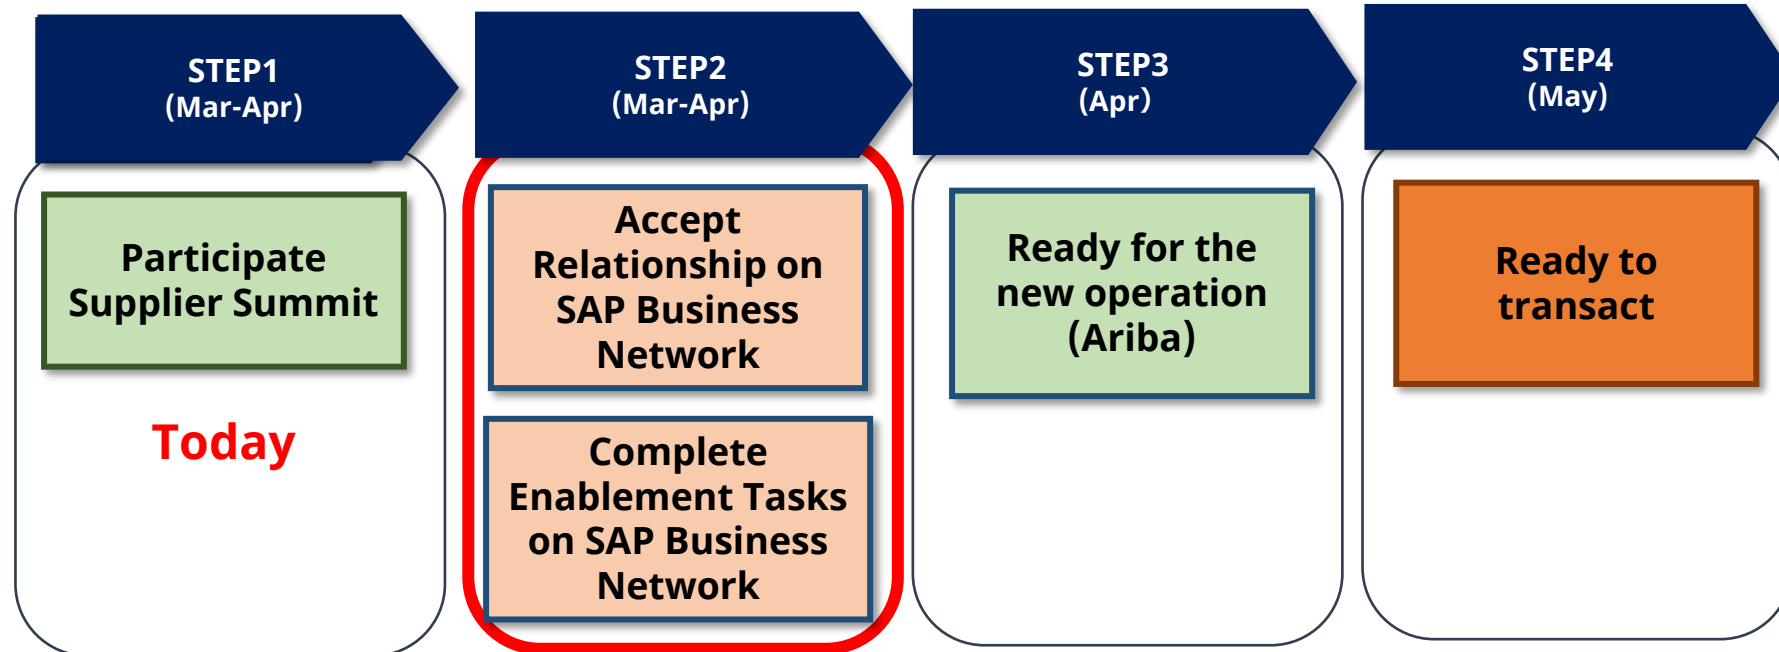 STEP1
(Mar-Apr)
Participate
Supplier Summit
Today
STEP2
(Mar-Apr)
Accept
Relationship on
SAP Business
Network
Complete
Enablement Tasks
on SAP Business
Network
STEP3
(Apr)
Ready for the
new operation
(Ariba)
STEP4
(May)
Ready to
transact